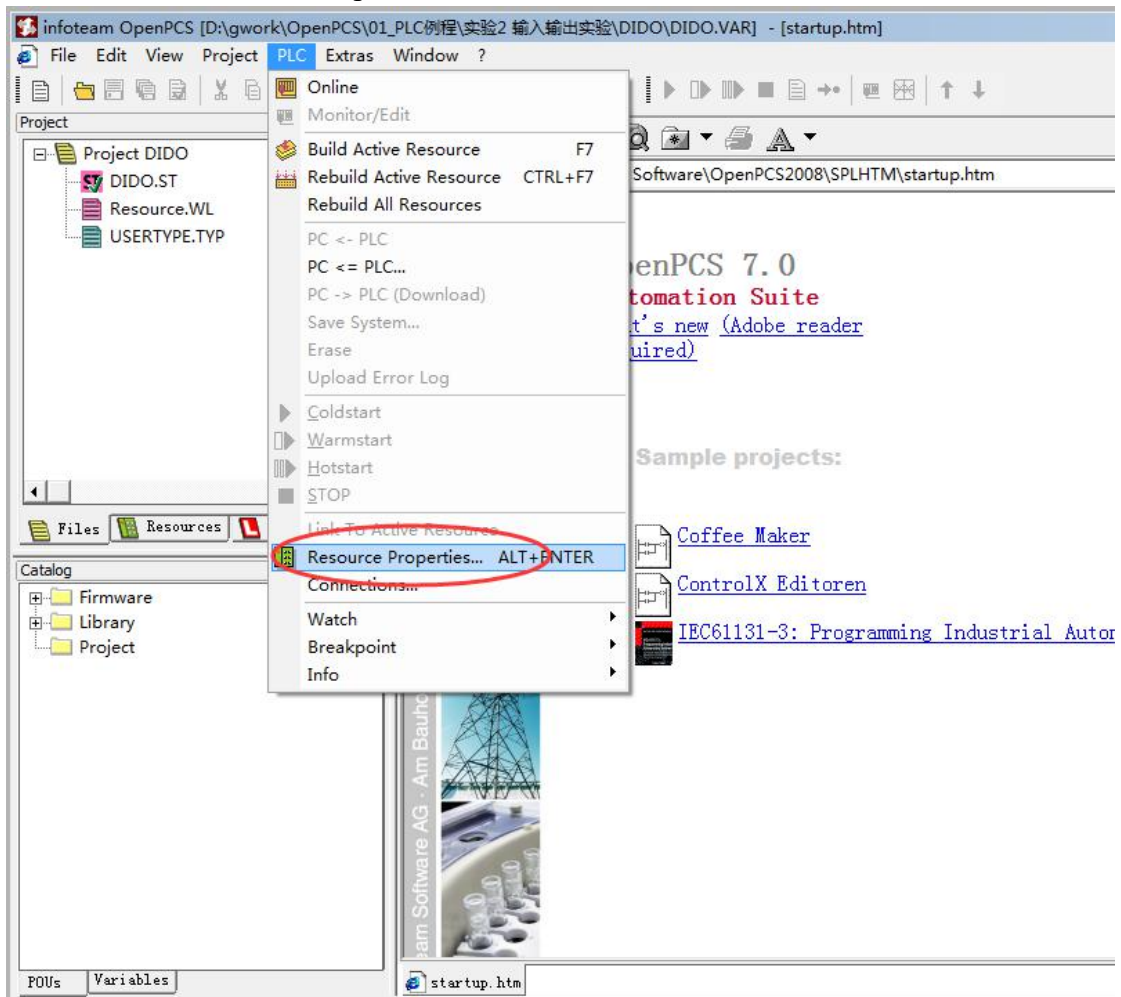 infoteam OpenPCS [D:\gwork\OpenPCS\01_PLC例程\实验2 输入输出实验\DIDO\DIDO.VAR] - [startup.htm]
File Edit View Project PLC Extras Window ?
Project
Project DIDO
DIDO.ST
Resource.WL
USERTYPE.TYP
Files Resources
Catalog
Firmware
Library
Project
POUs Variables
Online
Monitor/Edit
Build Active Resource F7
Rebuild Active Resource CTRL+F7
Rebuild All Resources
PC <- PLC
PC <= PLC...
PC -> PLC (Download)
Save System...
Erase
Upload Error Log
Coldstart
Warmstart
Hotstart
STOP
Link To Active Resource
Resource Properties... ALT+ENTER
Connections...
Watch
Breakpoint
Info
Software\OpenPCS2008\SPLHTM\startup.htm
enPCS 7.0
tomation Suite
t's new (Adobe reader
uired)
Sample projects:
Coffee Maker
ControlX Editoren
IEC61131-3: Programming Industrial Autor
eam Software AG · Am Bauho
startup.htm